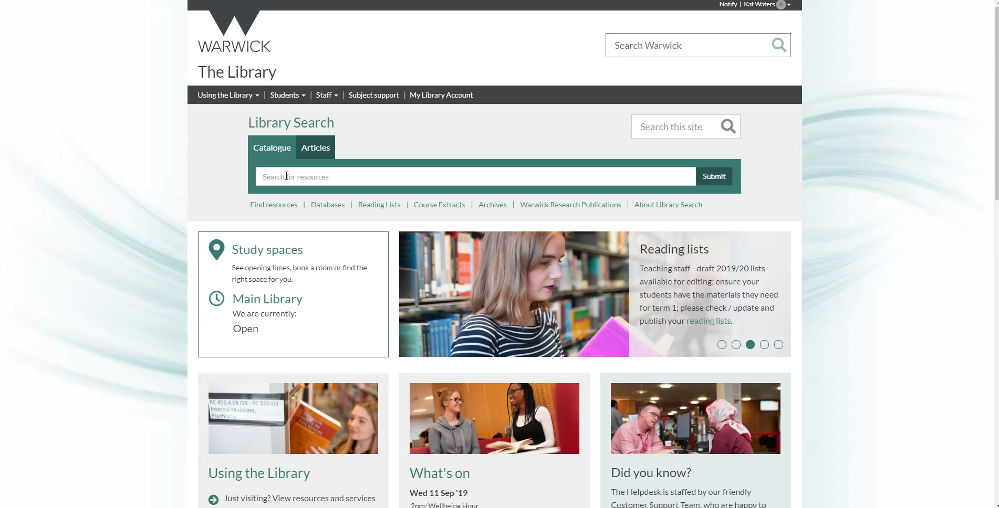 Notify | Kat Waters 0
WARWICK
Search Warwick
The Library
Using the Library | Students | Staff | Subject support | My Library Account
Library Search
Search this site
Catalogue Articles
Search for resources
Submit
Find resources | Databases | Reading Lists | Course Extracts | Archives | Warwick Research Publications | About Library Search
Study spaces
See opening times, book a room or find the
right space for you.
Main Library
We are currently:
Open
Reading lists
Teaching staff - draft 2019/20 lists
available for editing; ensure your
students have the materials they need
for term 1; please check / update and
publish your reading lists.
RC 455.4.E8 I58 - RC 555.G3
Internal Medicine,
Psychiatry
PSYCHIATRY
desk
Using the Library
Just visiting? View resources and services
What's on
Wed 11 Sep '19
2pm: Wellbeing Hour
Did you know?
The Helpdesk is staffed by our friendly
Customer Support Team, who are happy to